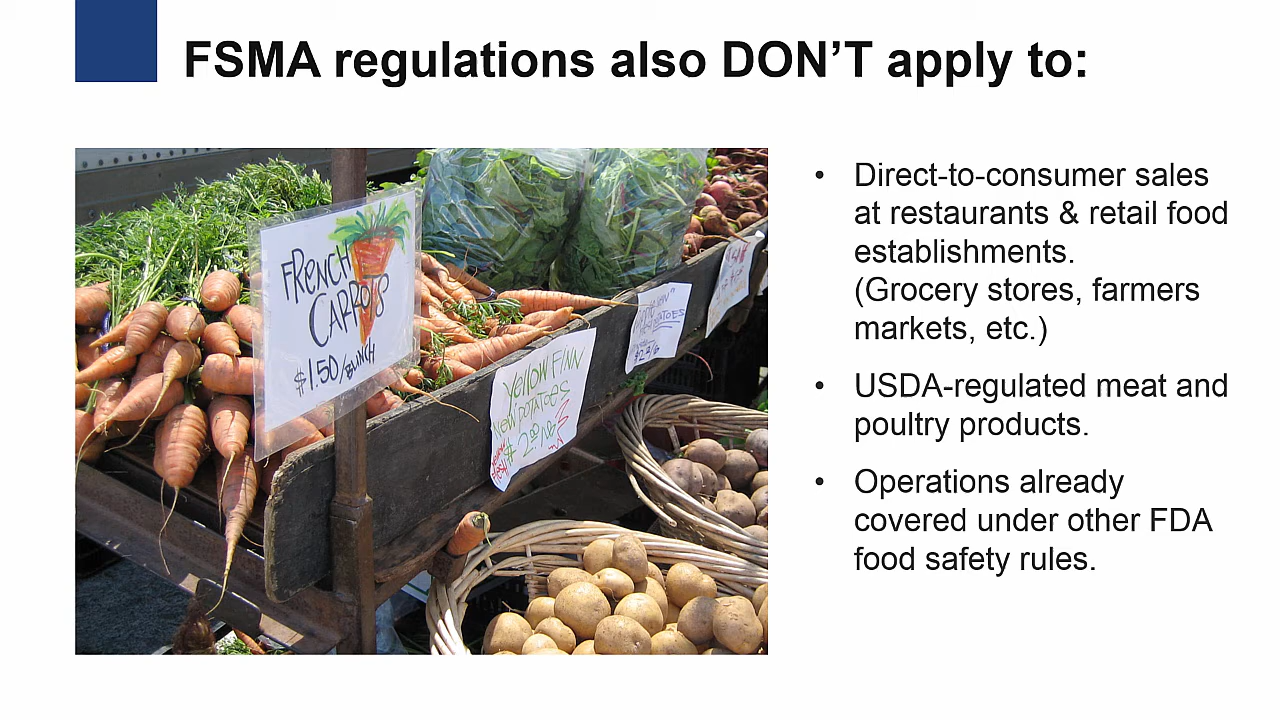 FSMA regulations also DON'T apply to:
FRENCH
CARROTS
$1.50/BUNCH
Yellow FINN
NEW POTATOES
• Direct-to-consumer sales
at restaurants & retail food
establishments.
(Grocery stores, farmers
markets, etc.)
• USDA-regulated meat and
poultry products.
• Operations already
covered under other FDA
food safety rules.